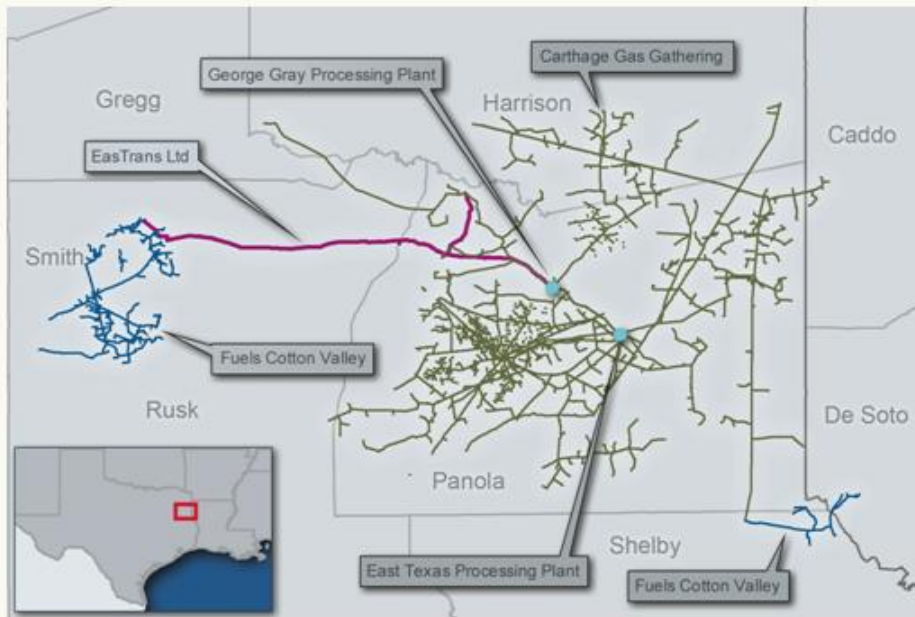 Carthage Gas Gathering
George Gray Processing Plant
Gregg
Harrison
Caddo
EasTrans Ltd
Smith
Fuels Cotton Valley
Rusk
De Soto
Panola
Shelby
East Texas Processing Plant
Fuels Cotton Valley